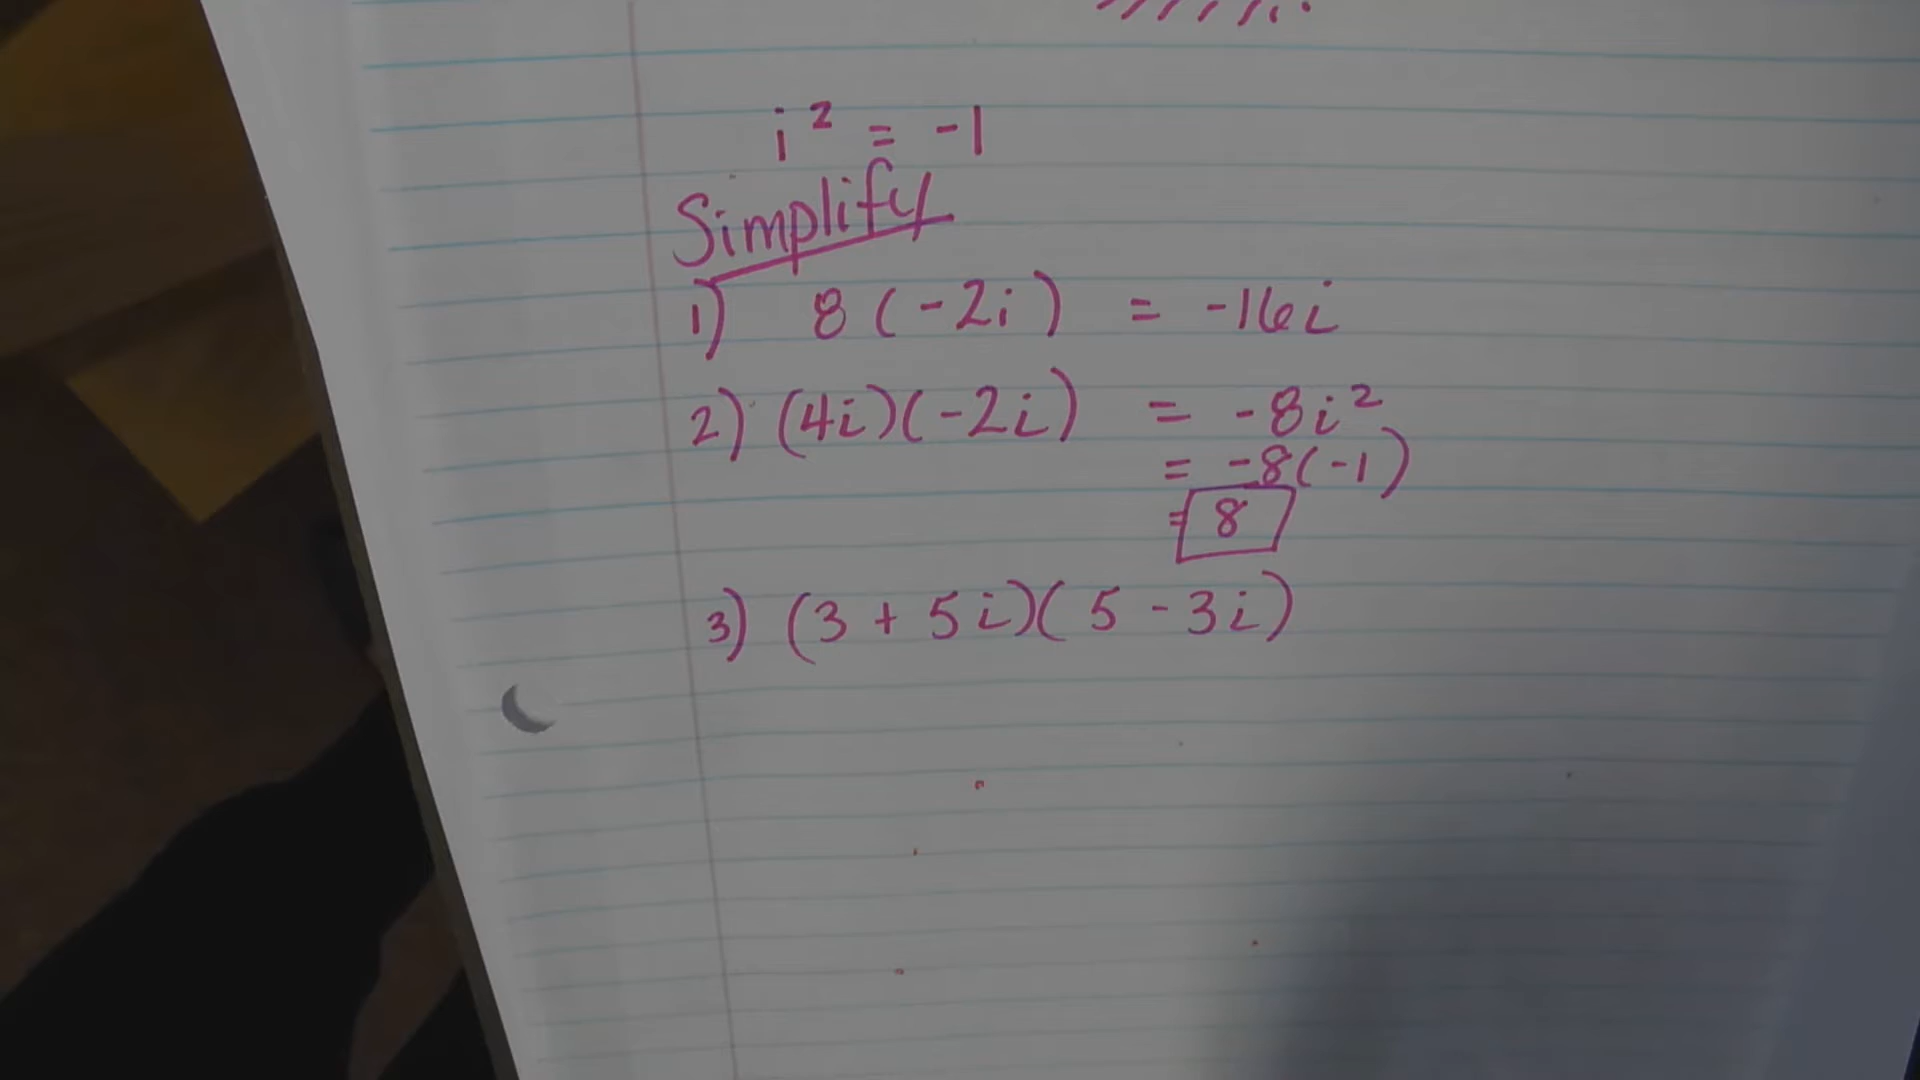 i² = -1
Simplify
1) 8(-2i) = -16i
2) (4i)(-2i) = -8i²
= -8(-1)
= 8
3) (3 + 5i)(5 - 3i)